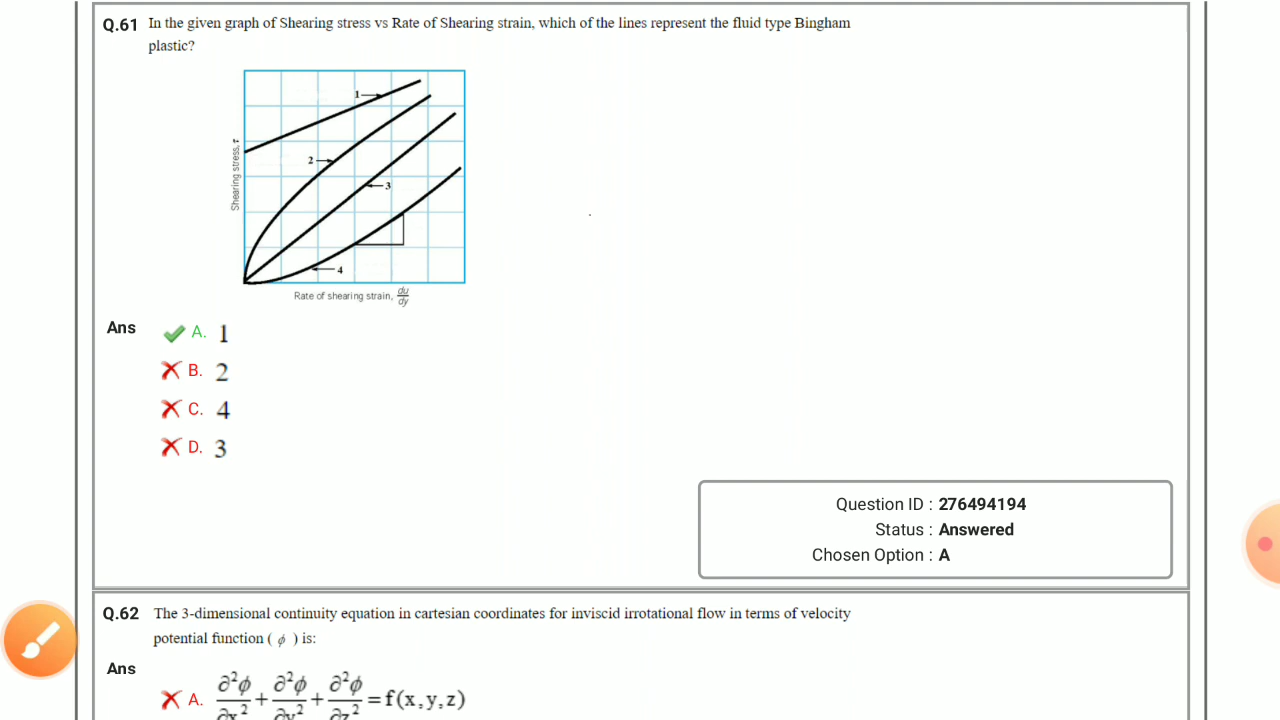 Q.61 In the given graph of Shearing stress vs Rate of Shearing strain, which of the lines represent the fluid type Bingham
plastic?
1
2
3
4
Shearing stress, τ
Rate of shearing strain, du/dy
Ans
A. 1
B. 2
C. 4
D. 3
Question ID : 276494194
Status : Answered
Chosen Option : A
Q.62 The 3-dimensional continuity equation in cartesian coordinates for inviscid irrotational flow in terms of velocity
potential function ( ϕ ) is:
Ans
A. ∂²ϕ/∂x² + ∂²ϕ/∂y² + ∂²ϕ/∂z² = f(x,y,z)